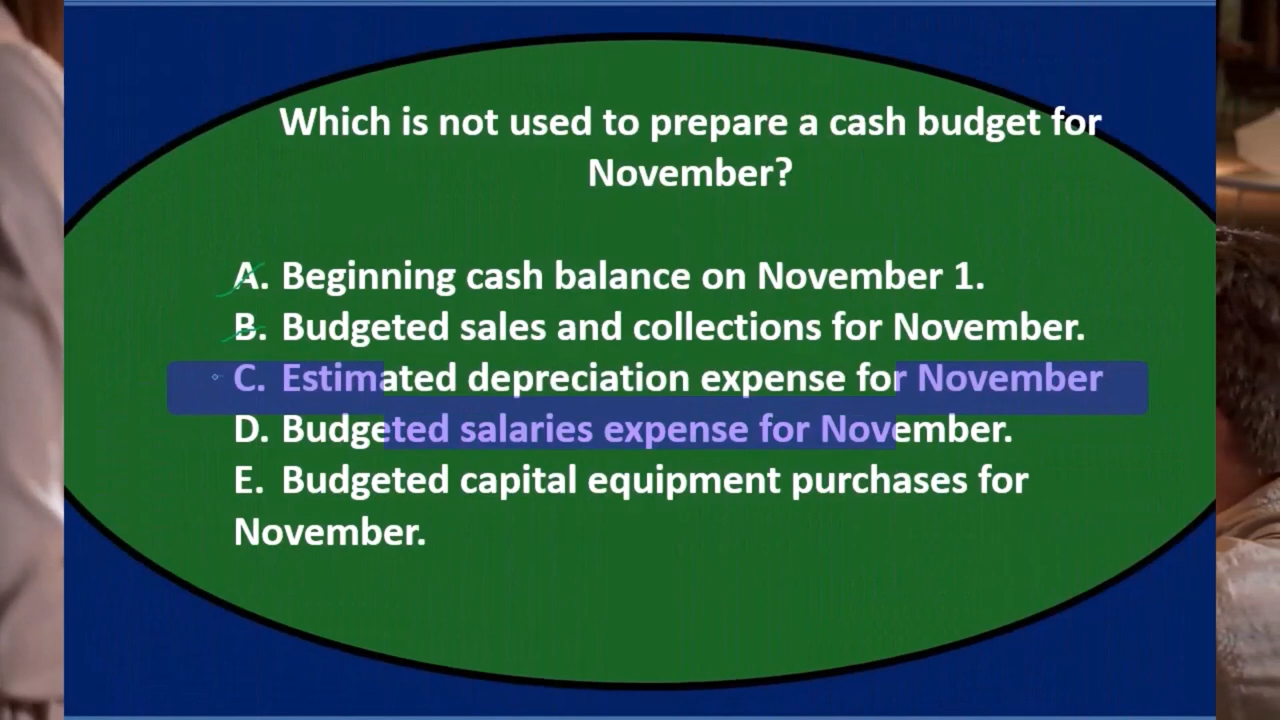 Which is not used to prepare a cash budget for
November?
A. Beginning cash balance on November 1.
B. Budgeted sales and collections for November.
C. Estimated depreciation expense for November
D. Budgeted salaries expense for November.
E. Budgeted capital equipment purchases for
November.